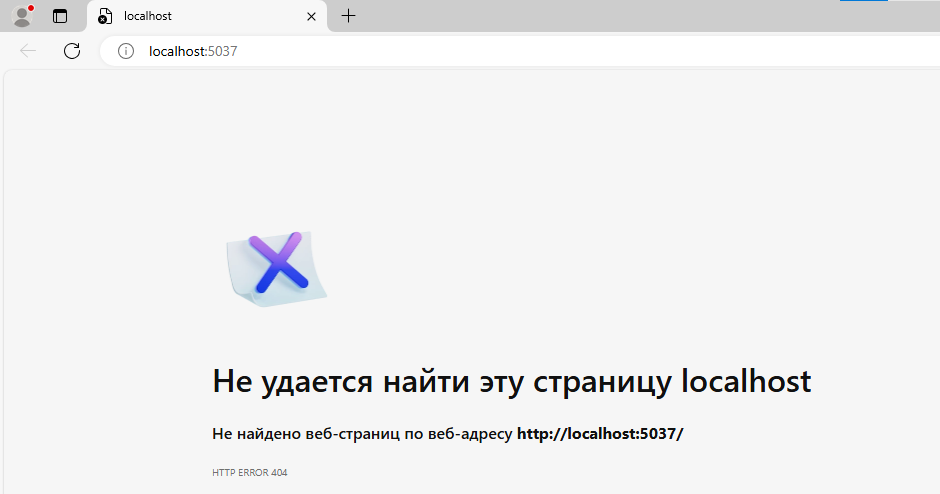 localhost
localhost:5037
Не удается найти эту страницу localhost
Не найдено веб-страниц по веб-адресу http://localhost:5037/
HTTP ERROR 404